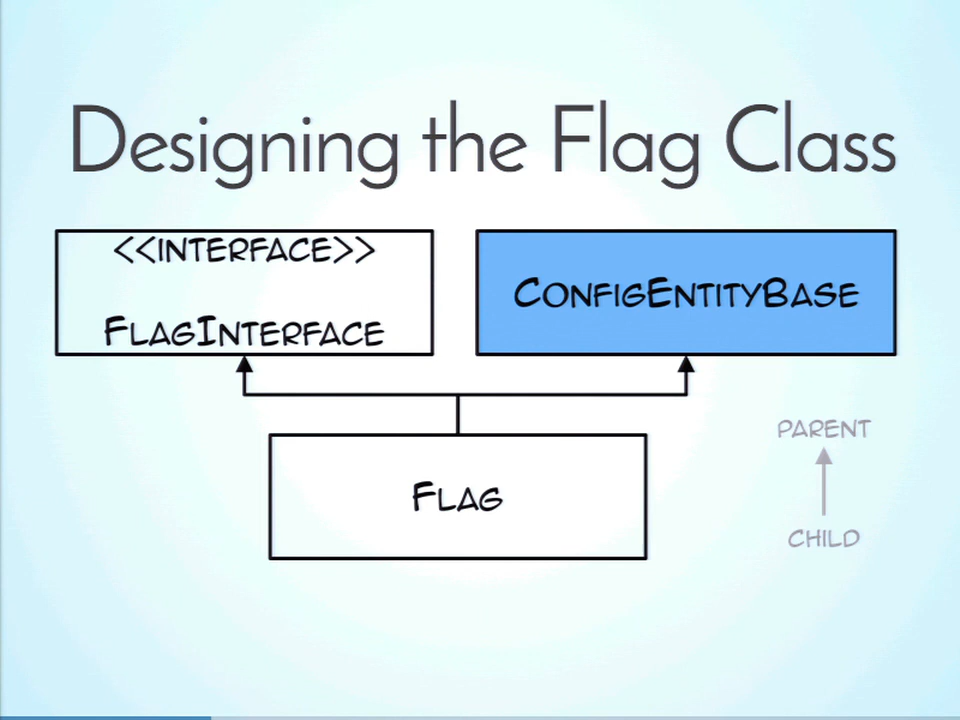 Designing the Flag Class
<<INTERFACE>>
FLAGINTERFACE
CONFIGENTITYBASE
FLAG
PARENT
CHILD